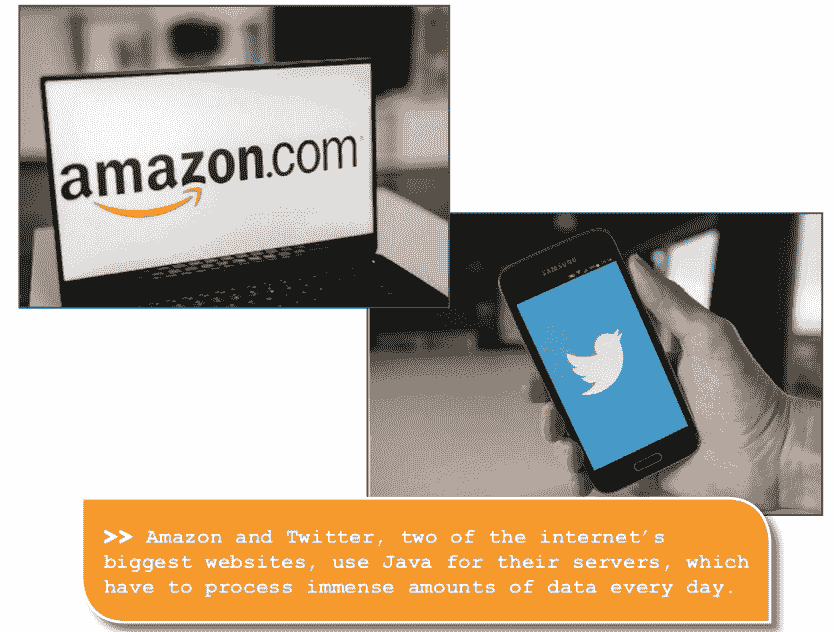 amazon.com
SAMSUNG
>> Amazon and Twitter, two of the internet's
biggest websites, use Java for their servers, which
have to process immense amounts of data every day.